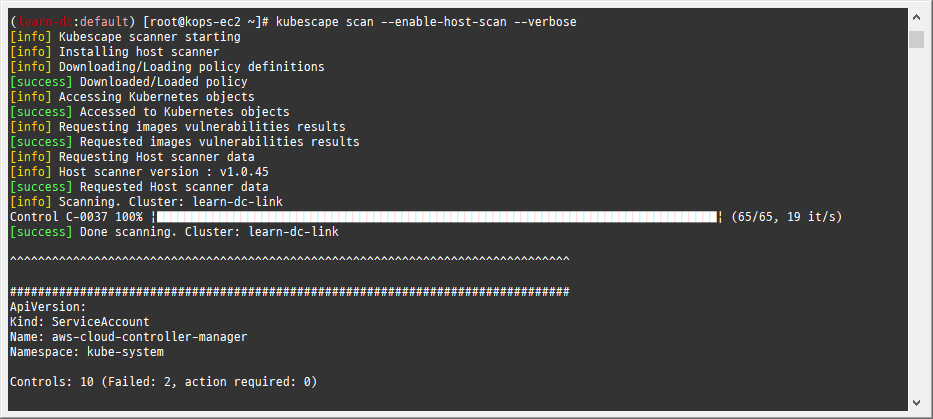 (learn-dc:default) [root@kops-ec2 ~]# kubescape scan --enable-host-scan --verbose
[info] Kubescape scanner starting
[info] Installing host scanner
[info] Downloading/Loading policy definitions
[success] Downloaded/Loaded policy
[info] Accessing Kubernetes objects
[success] Accessed to Kubernetes objects
[info] Requesting images vulnerabilities results
[success] Requested images vulnerabilities results
[info] Requesting Host scanner data
[info] Host scanner version : v1.0.45
[success] Requested Host scanner data
[info] Scanning. Cluster: learn-dc-link
Control C-0037 100% |████████████████████████████████████████████████████████████████████████████████| (65/65, 19 it/s)
[success] Done scanning. Cluster: learn-dc-link
^^^^^^^^^^^^^^^^^^^^^^^^^^^^^^^^^^^^^^^^^^^^^^^^^^^^^^^^^^^^^^^^^^^^^^^^^^^^^^^^
################################################################################
ApiVersion:
Kind: ServiceAccount
Name: aws-cloud-controller-manager
Namespace: kube-system
Controls: 10 (Failed: 2, action required: 0)